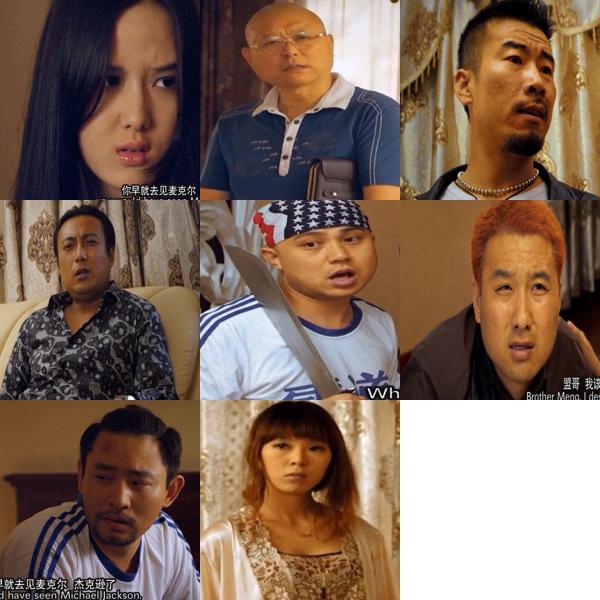 你早就去见麦克尔
Wh
盟哥 我该
Brother Meng, I des
早就去见麦克尔 杰克逊了
d have seen Michael Jackson.